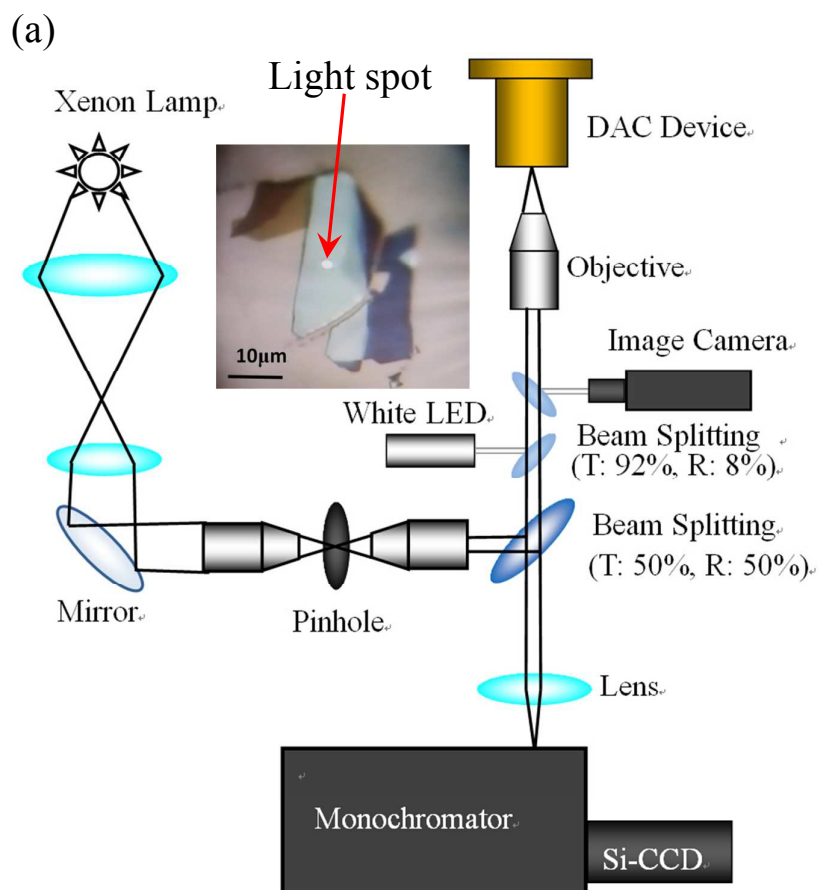 (a)
Light spot
Xenon Lamp
DAC Device
Objective
10μm
Image Camera
White LED
Beam Splitting
(T: 92%, R: 8%)
Beam Splitting
(T: 50%, R: 50%)
Mirror
Pinhole
Lens
Monochromator
Si-CCD